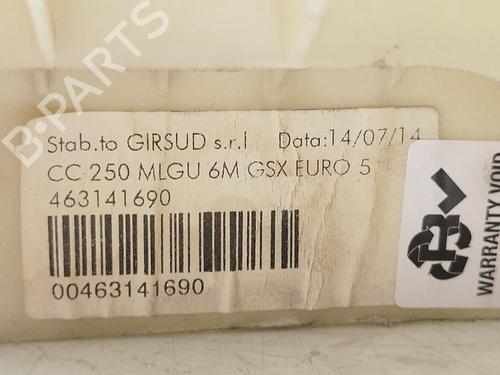 Stab.to GIRSUD s.r.l Data:14/07/14
CC 250 MLGU 6M GSX EURO 5
463141690
00463141690
WARRANTY VOID
B-PARTS